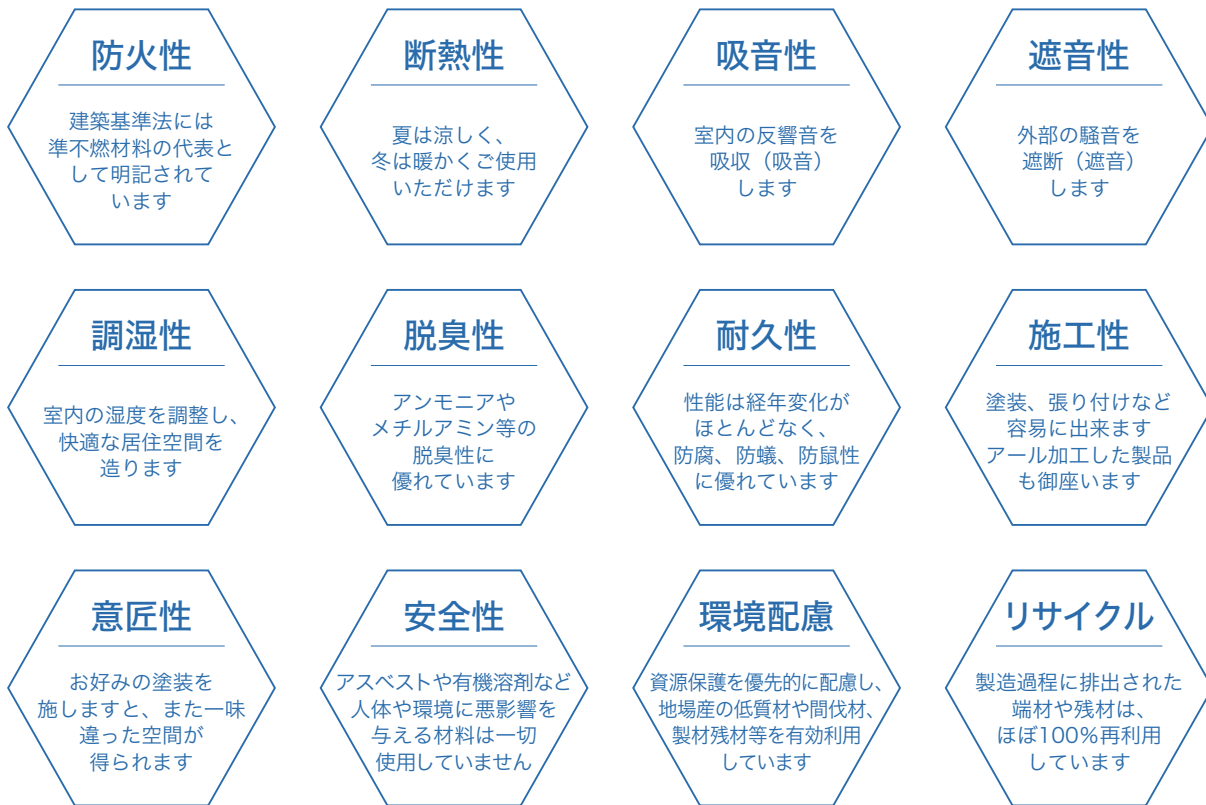 防火性
建築基準法には
準不燃材料の代表と
して明記されて
います
断熱性
夏は涼しく、
冬は暖かくご使用
いただけます
吸音性
室内の反響音を
吸収（吸音）
します
遮音性
外部の騒音を
遮断（遮音）
します
調湿性
室内の湿度を調整し、
快適な居住空間を
造ります
脱臭性
アンモニアや
メチルアミン等の
脱臭性に
優れています
耐久性
性能は経年変化が
ほとんどなく、
防腐、防蟻、防鼠性
に優れています
施工性
塗装、張り付けなど
容易に出来ます
アール加工した製品
も御座います
意匠性
お好みの塗装を
施しますと、また一味
違った空間が
得られます
安全性
アスベストや有機溶剤など
人体や環境に悪影響を
与える材料は一切
使用していません
環境配慮
資源保護を優先的に配慮し、
地場産の低質材や間伐材、
製材残材等を有効利用
しています
リサイクル
製造過程に排出された
端材や残材は、
ほぼ100%再利用
しています